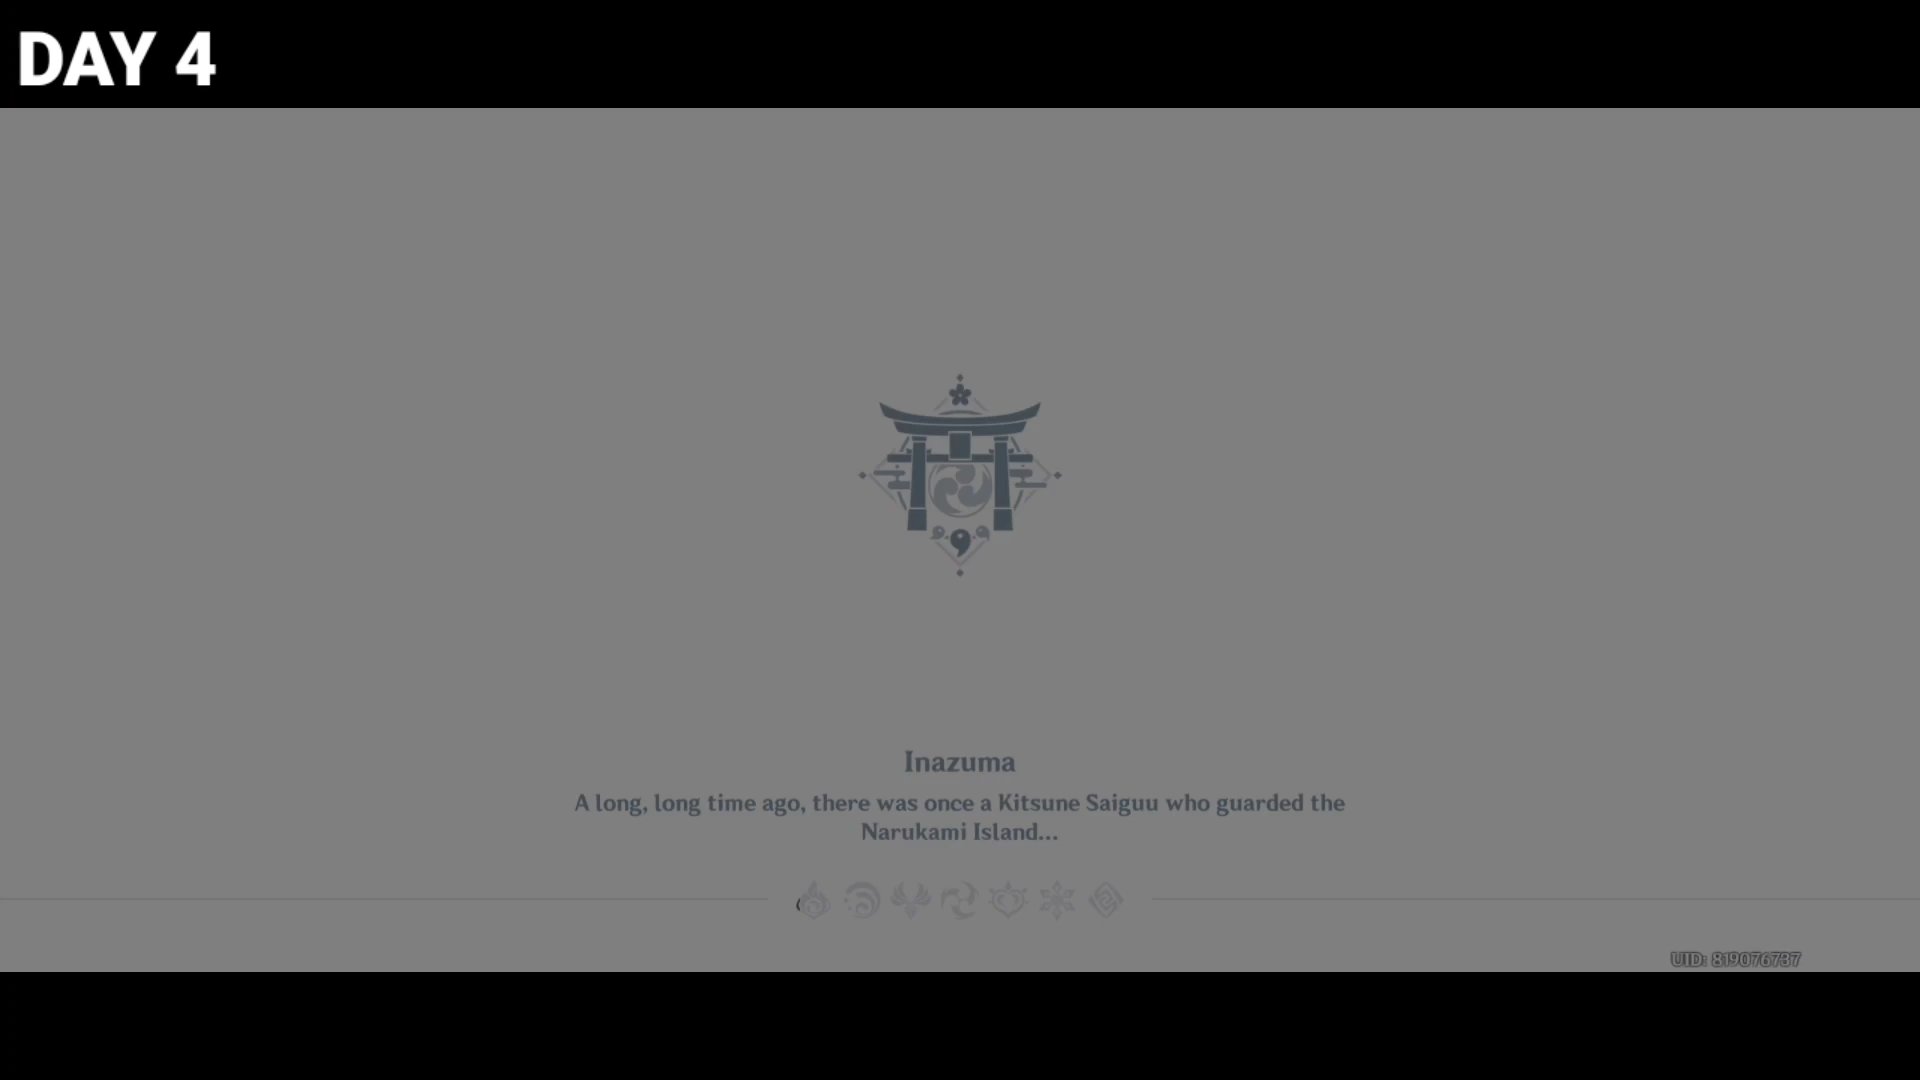 DAY 4
Inazuma
A long, long time ago, there was once a Kitsune Saiguu who guarded the
Narukami Island...
UID: 819076737